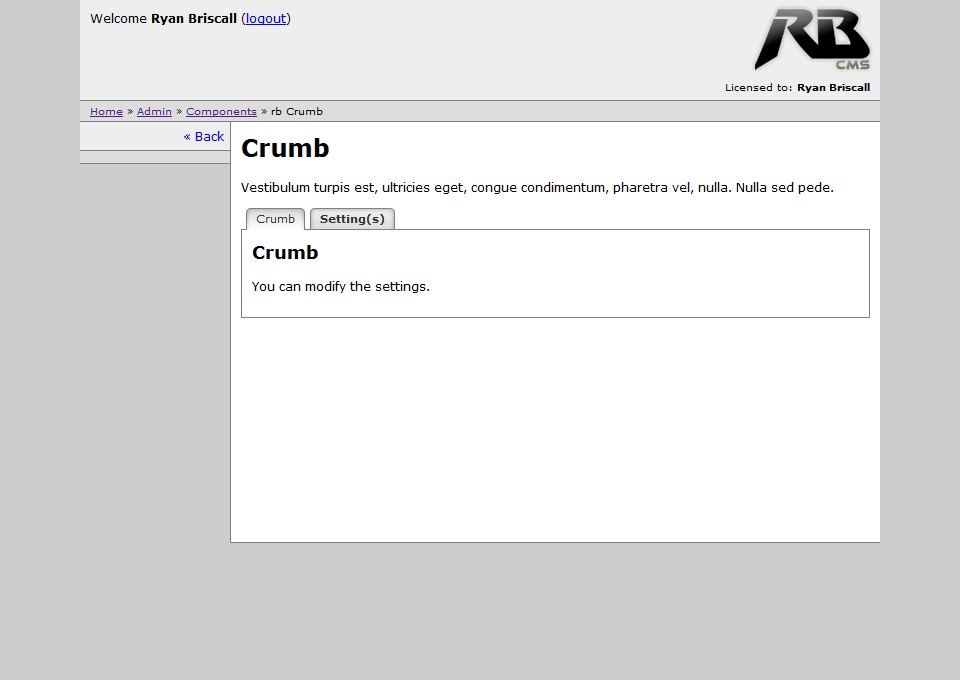 Welcome Ryan Briscall (logout)
RB
CMS
Licensed to: Ryan Briscall
Home » Admin » Components » rb Crumb
« Back
Crumb
Vestibulum turpis est, ultricies eget, congue condimentum, pharetra vel, nulla. Nulla sed pede.
Crumb Setting(s)
Crumb
You can modify the settings.